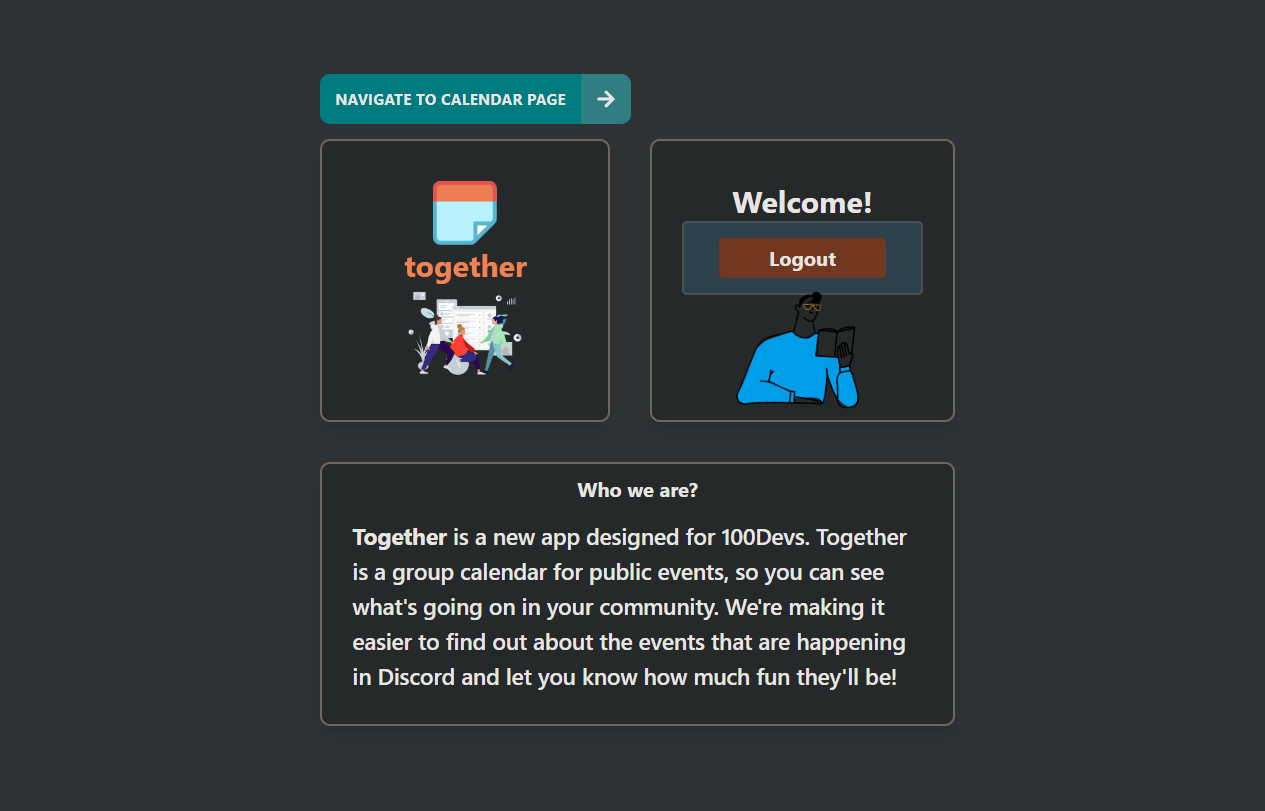 NAVIGATE TO CALENDAR PAGE
together
Welcome!
Logout
Who we are?
Together is a new app designed for 100Devs. Together
is a group calendar for public events, so you can see
what's going on in your community. We're making it
easier to find out about the events that are happening
in Discord and let you know how much fun they'll be!